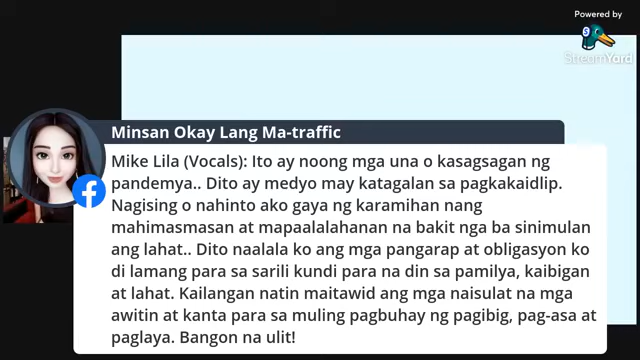 Powered by
StreamYard
Minsan Okay Lang Ma-traffic
Mike Lila (Vocals): Ito ay noong mga una o kasagsagan ng
pandemya.. Dito ay medyo may katagalan sa pagkakaidlip.
Nagising o nahinto ako gaya ng karamihan nang
mahimasmasan at mapaalalahanan na bakit nga ba sinimulan
ang lahat.. Dito naalala ko ang mga pangarap at obligasyon ko
di lamang para sa sarili kundi para na din sa pamilya, kaibigan
at lahat. Kailangan natin maitawid ang mga naisulat na mga
awitin at kanta para sa muling pagbuhay ng pagibig, pag-asa at
paglaya. Bangon na ulit!